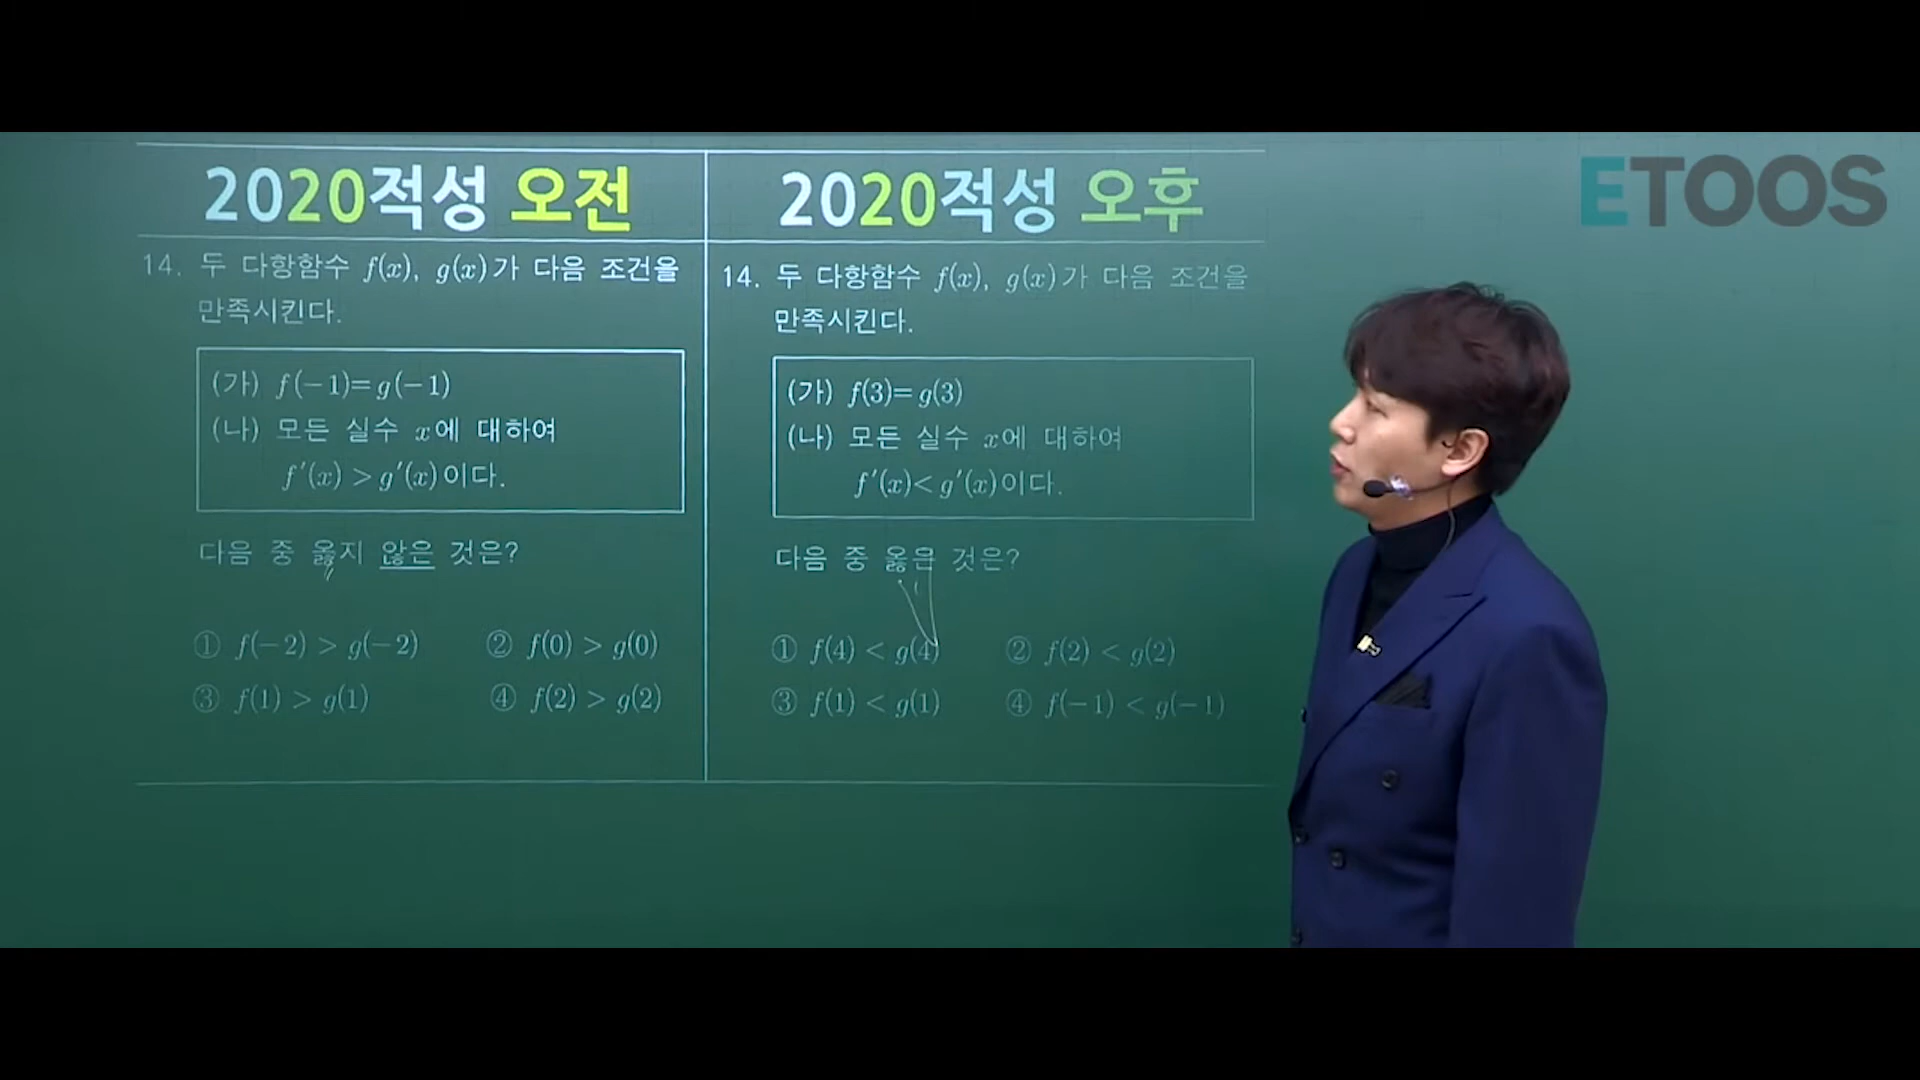 ETOOS
2020적성 오전
14. 두 다항함수 f(x), g(x)가 다음 조건을
만족시킨다.
(가) f(-1)=g(-1)
(나) 모든 실수 x에 대하여
f'(x) > g'(x)이다.
다음 중 옳지 않은 것은?
① f(-2) > g(-2) ② f(0) > g(0)
③ f(1) > g(1) ④ f(2) > g(2)
2020적성 오후
14. 두 다항함수 f(x), g(x)가 다음 조건을
만족시킨다.
(가) f(3)=g(3)
(나) 모든 실수 x에 대하여
f'(x)< g'(x)이다.
다음 중 옳은 것은?
① f(4) < g(4) ② f(2) < g(2)
③ f(1) < g(1) ④ f(-1) < g(-1)